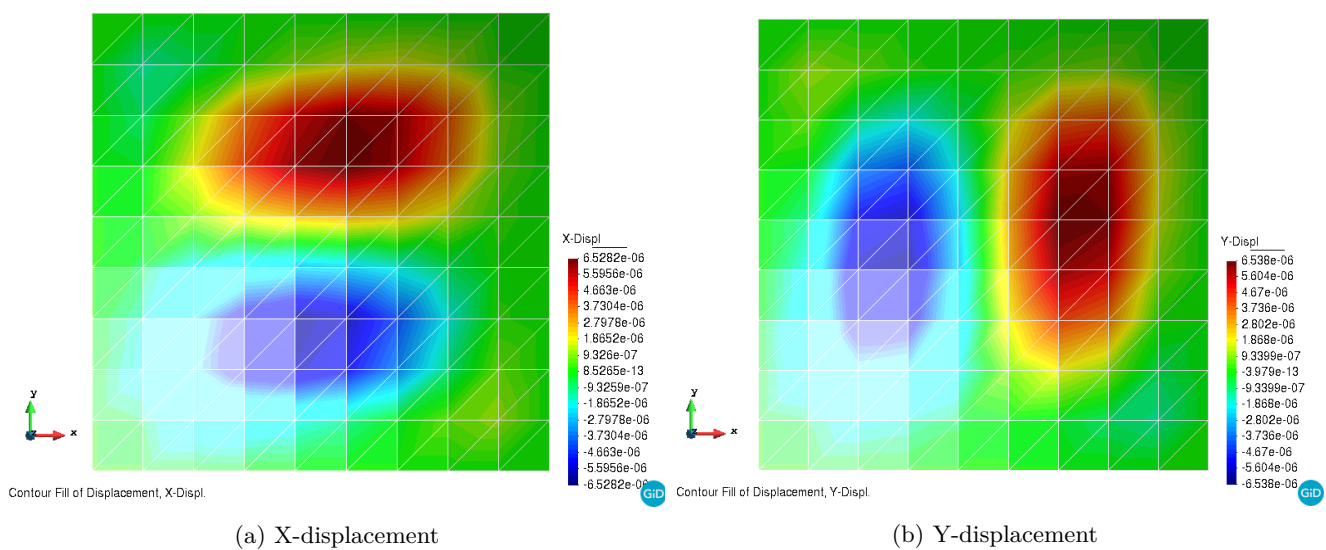 X-Displ
6.5282e-06
5.5956e-06
4.663e-06
3.7304e-06
2.7978e-06
1.8652e-06
9.326e-07
8.5265e-13
-9.3259e-07
-1.8652e-06
-2.7978e-06
-3.7304e-06
-4.663e-06
-5.5956e-06
-6.5282e-06
y
x
z
Contour Fill of Displacement, X-Displ.
GiD
(a) X-displacement
Y-Displ
6.538e-06
5.604e-06
4.67e-06
3.736e-06
2.802e-06
1.868e-06
9.3399e-07
-3.979e-13
-9.3399e-07
-1.868e-06
-2.802e-06
-3.736e-06
-4.67e-06
-5.604e-06
-6.538e-06
y
x
z
Contour Fill of Displacement, Y-Displ.
GiD
(b) Y-displacement